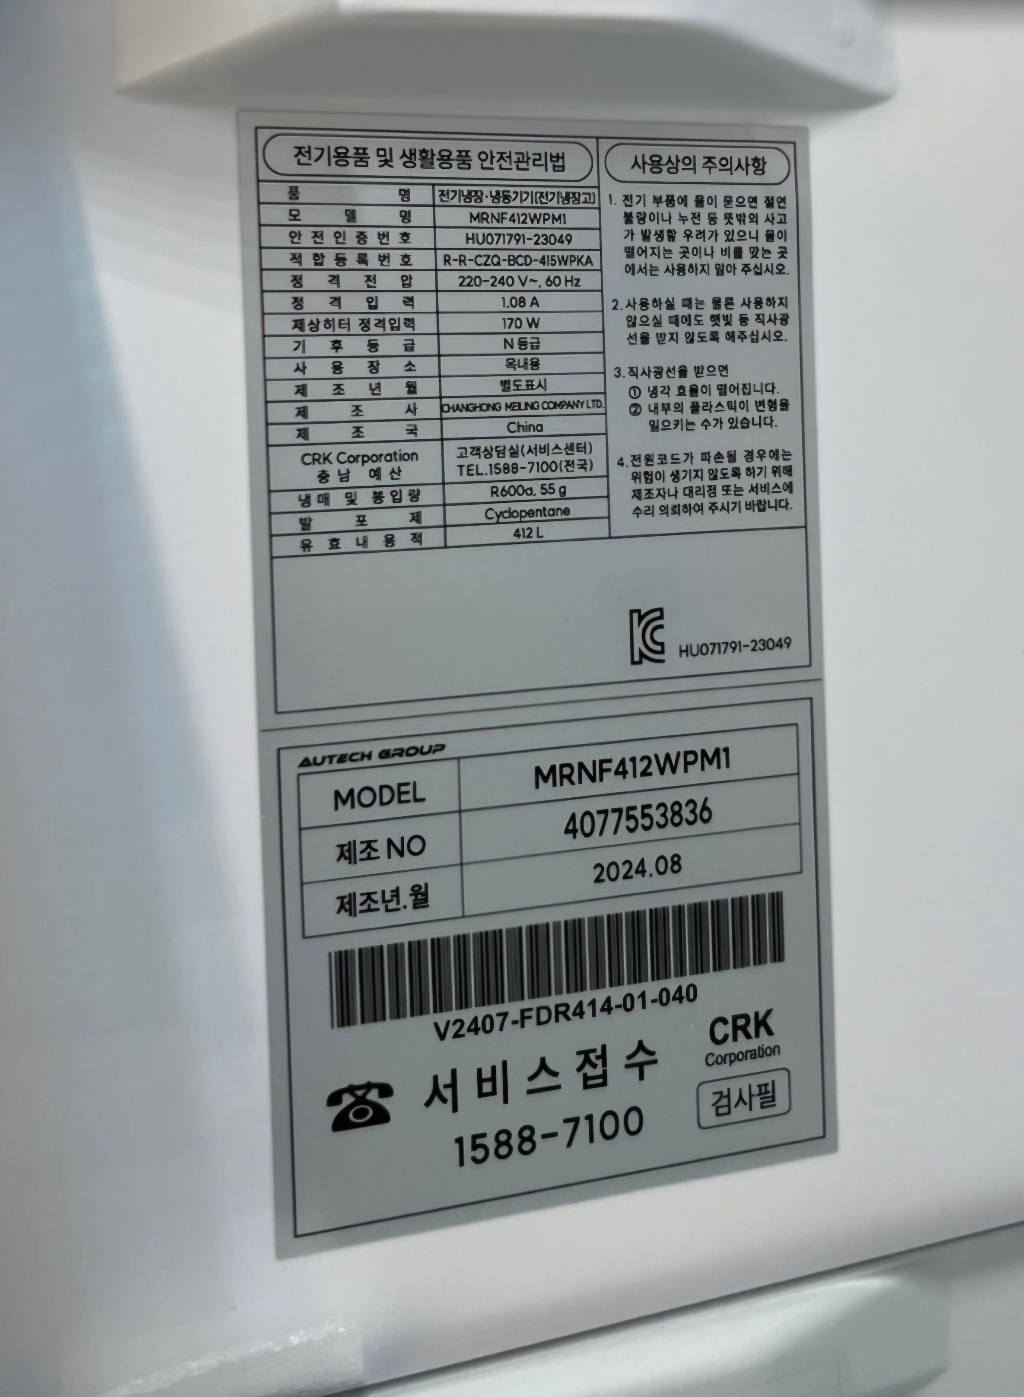 전기용품 및 생활용품 안전관리법
품 명 전기냉장·냉동기기(전기냉장고)
모 델 명 MRNF412WPM1
안전인증번호 HU071791-23049
적합등록번호 R-R-CZQ-BCD-415WPKA
정 격 전 압 220-240 V~, 60 Hz
정 격 입 력 1.08 A
제상히터 정격입력 170 W
기 후 등 급 N 등급
사 용 장 소 옥내용
제 조 년 월 별도표시
제 조 사 CHANGHONG MEILING COMPANY LTD.
제 조 국 China
CRK Corporation 고객상담실(서비스센터)
충 남 예 산 TEL.1588-7100(전국)
냉매 및 봉입량 R600a, 55 g
발 포 제 Cyclopentane
유 효 내 용 적 412 L
사용상의 주의사항
1. 전기 부품에 물이 묻으면 절연
불량이나 누전 등 뜻밖의 사고
가 발생할 우려가 있으니 물이
떨어지는 곳이나 비를 맞는 곳
에서는 사용하지 말아 주십시오.
2. 사용하실 때는 물론 사용하지
않으실 때에도 햇빛 등 직사광
선을 받지 않도록 해주십시오.
3. 직사광선을 받으면
① 냉각 효율이 떨어집니다.
② 내부의 플라스틱이 변형을
일으키는 수가 있습니다.
4. 전원코드가 파손될 경우에는
위험이 생기지 않도록 하기 위해
제조자나 대리점 또는 서비스에
수리 의뢰하여 주시기 바랍니다.
KC HU071791-23049
AUTECH GROUP
MODEL MRNF412WPM1
제조 NO 4077553836
제조년.월 2024.08
V2407-FDR414-01-040
서비스접수
1588-7100
CRK
Corporation
검사필